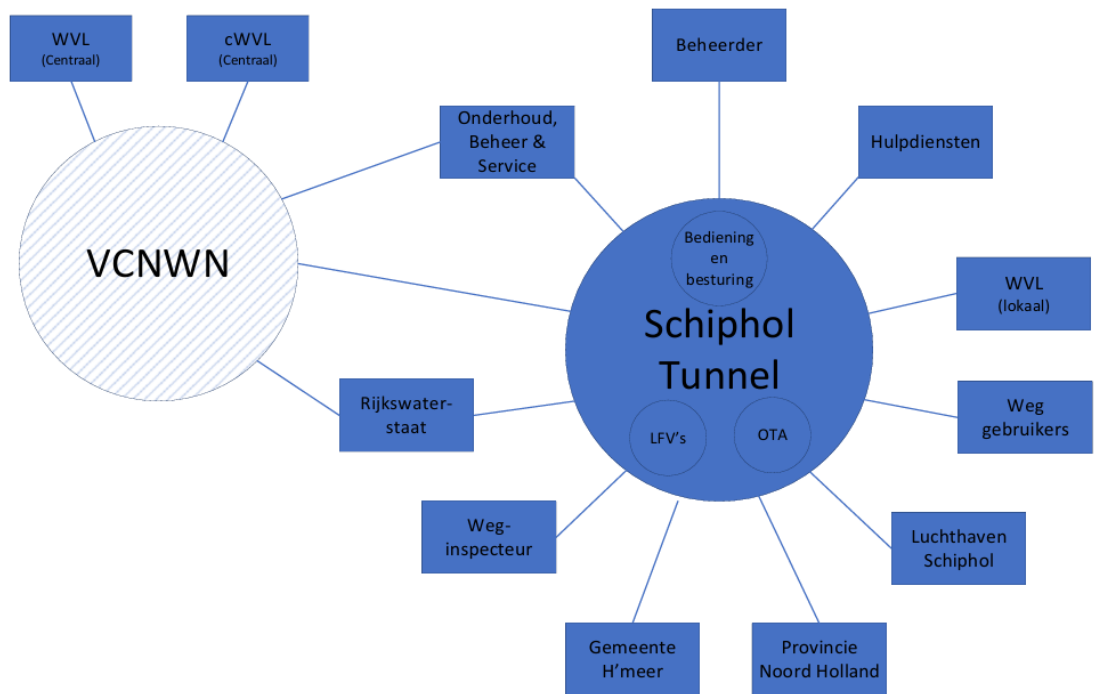 WVL
(Centraal)
cWVL
(Centraal)
Beheerder
Onderhoud,
Beheer &
Service
Hulpdiensten
VCNWN
Bediening
en
besturing
WVL
(lokaal)
Schiphol
Tunnel
Rijkswater-
staat
LFV's
OTA
Weg
gebruikers
Weg-
inspecteur
Luchthaven
Schiphol
Gemeente
H'meer
Provincie
Noord Holland